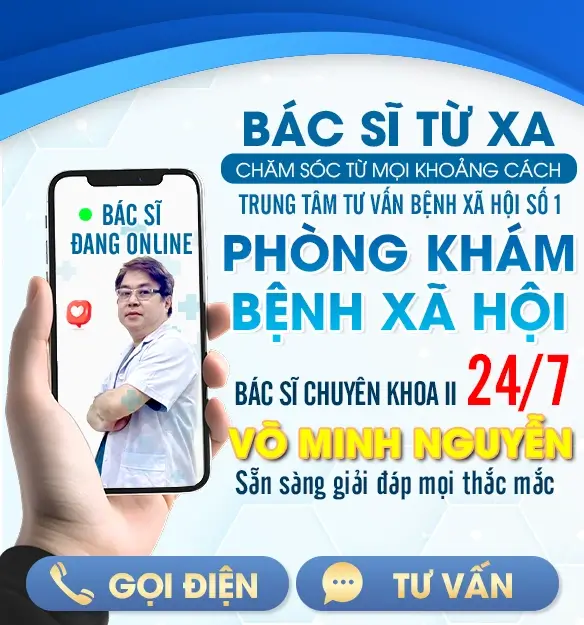 BÁC SĨ TỪ XA
CHĂM SÓC TỪ MỌI KHOẢNG CÁCH
TRUNG TÂM TƯ VẤN BỆNH XÃ HỘI SỐ 1
PHÒNG KHÁM
BỆNH XÃ HỘI
BÁC SĨ
ĐANG ONLINE
BÁC SĨ CHUYÊN KHOA II 24/7
VÕ MINH NGUYỄN
Sẵn sàng giải đáp mọi thắc mắc
GỌI ĐIỆN
TƯ VẤN